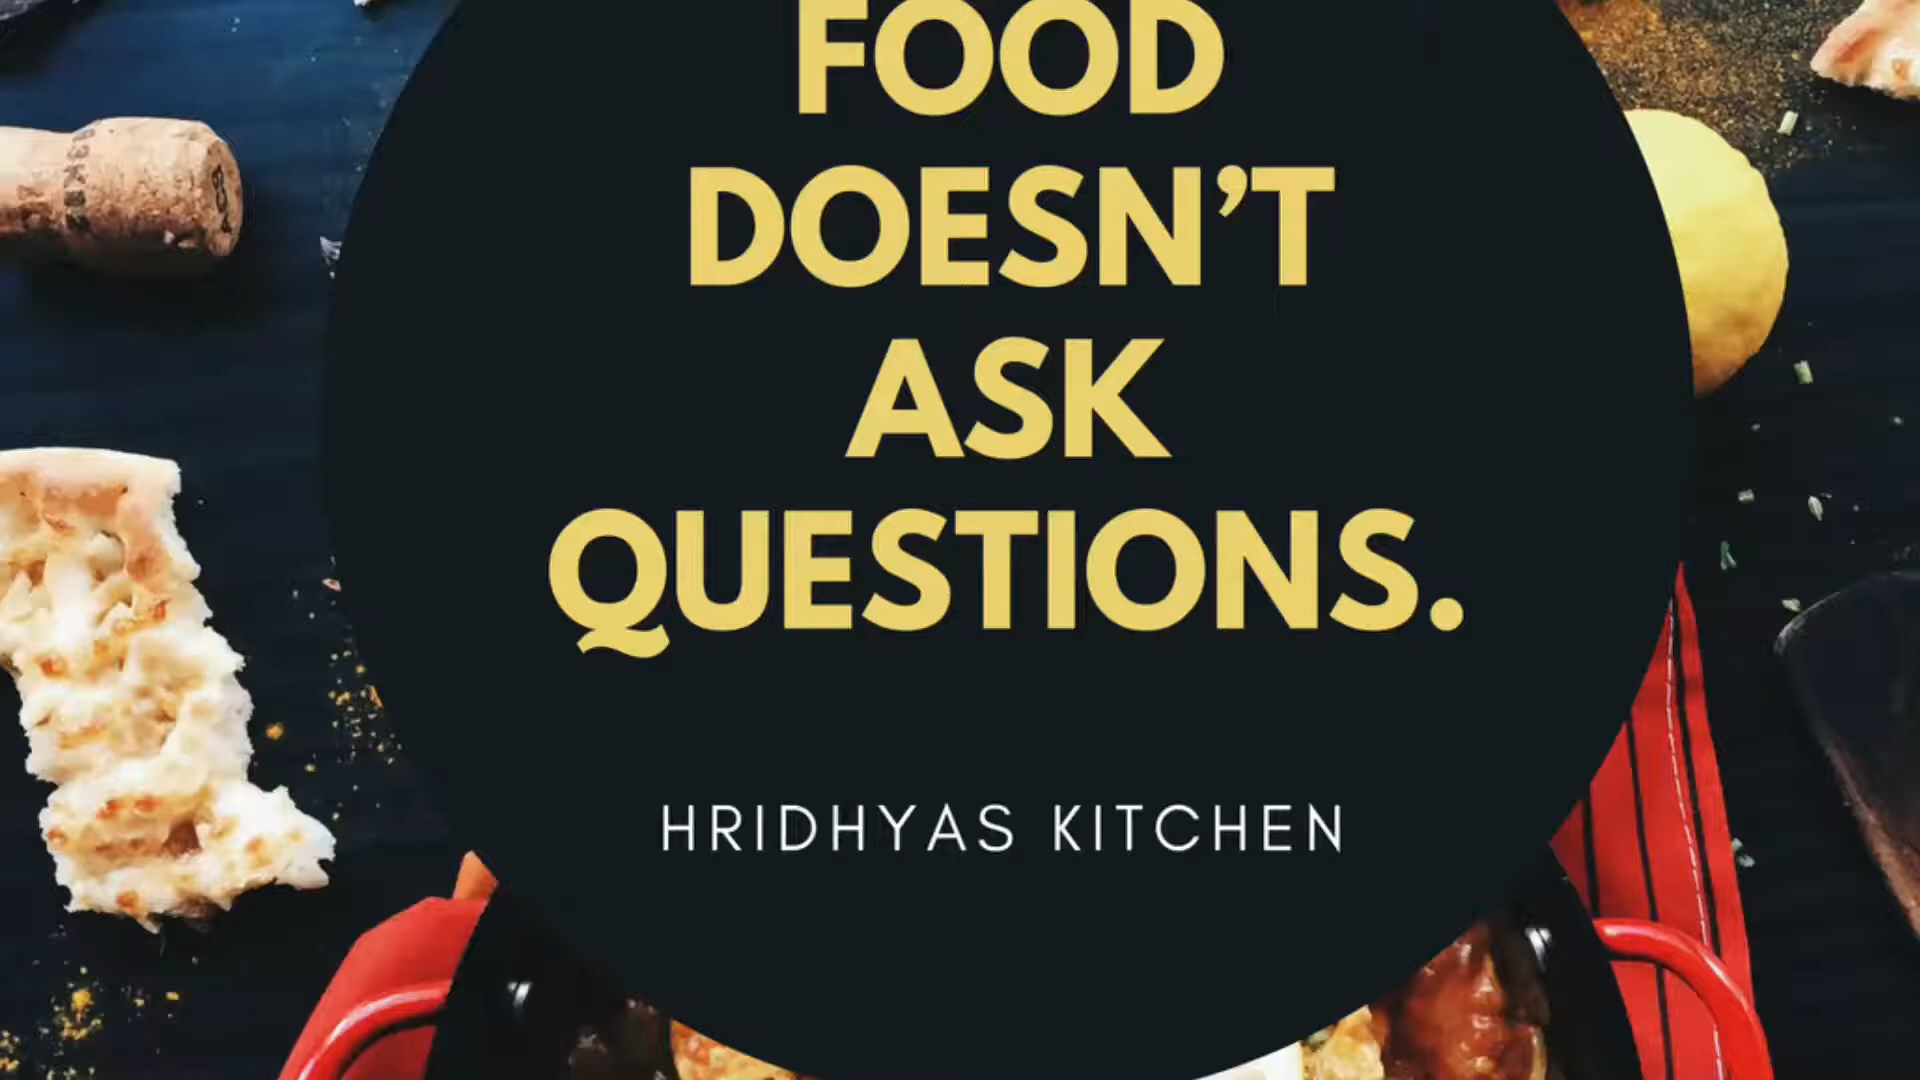 FOOD
DOESN’T
ASK
QUESTIONS.
HRIDHYAS KITCHEN